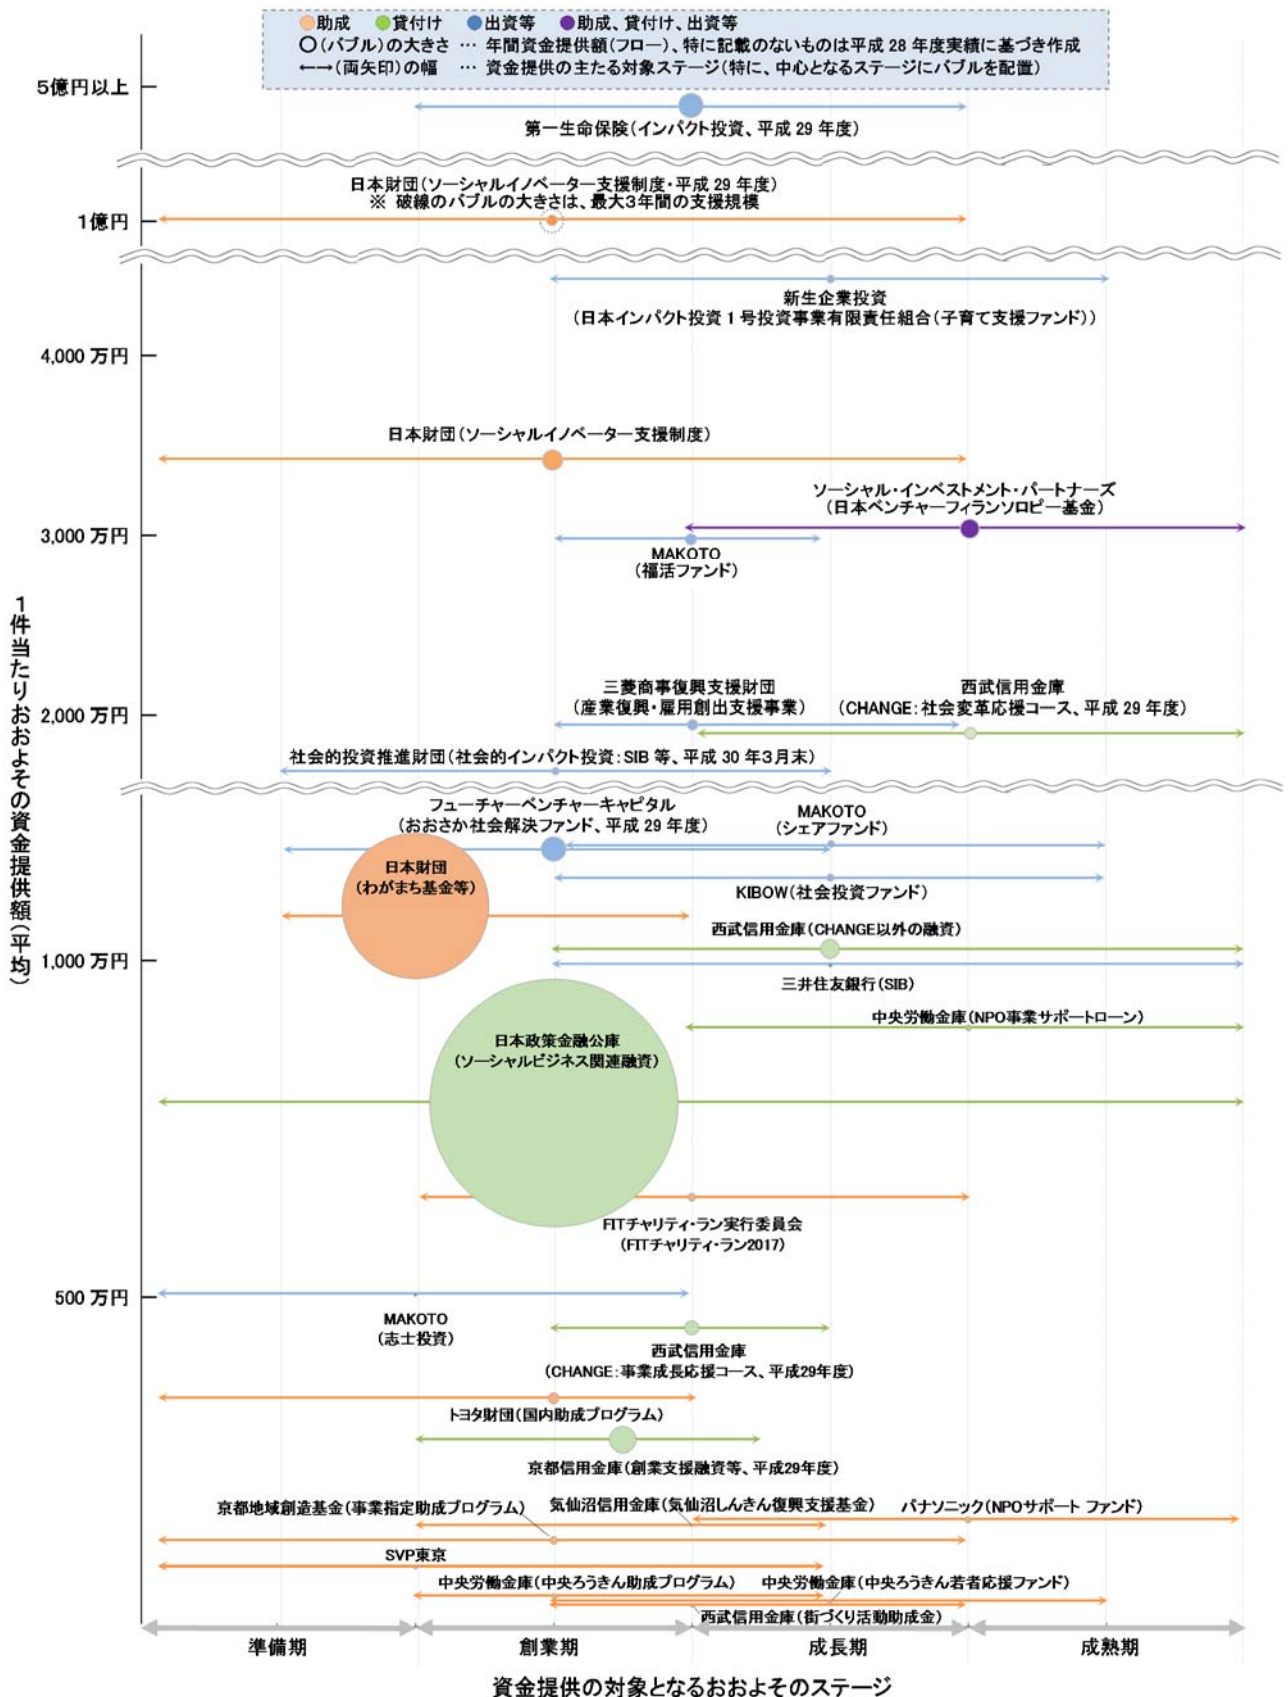 助成 貸付け 出資等 助成、貸付け、出資等
○(バブル)の大きさ … 年間資金提供額(フロー)、特に記載のないものは平成 28 年度実績に基づき作成
←→(両矢印)の幅 … 資金提供の主たる対象ステージ(特に、中心となるステージにバブルを配置)
5億円以上
第一生命保険(インパクト投資、平成 29 年度)
日本財団(ソーシャルイノベーター支援制度・平成 29 年度)
※ 破線のバブルの大きさは、最大3年間の支援規模
1億円
新生企業投資
(日本インパクト投資 1 号投資事業有限責任組合(子育て支援ファンド))
4,000 万円
日本財団(ソーシャルイノベーター支援制度)
ソーシャル・インベストメント・パートナーズ
(日本ベンチャーフィランソロピー基金)
3,000 万円
MAKOTO
(福活ファンド)
1件当たりおおよその資金提供額(平均)
三菱商事復興支援財団
(産業復興・雇用創出支援事業)
西武信用金庫
(CHANGE:社会変革応援コース、平成 29 年度)
2,000 万円
社会的投資推進財団(社会的インパクト投資:SIB 等、平成 30 年3月末)
フューチャーベンチャーキャピタル
(おおさか社会解決ファンド、平成 29 年度)
MAKOTO
(シェアファンド)
日本財団
(わがまち基金等)
KIBOW(社会投資ファンド)
西武信用金庫(CHANGE以外の融資)
1,000 万円
三井住友銀行(SIB)
中央労働金庫(NPO事業サポートローン)
日本政策金融公庫
(ソーシャルビジネス関連融資)
FITチャリティ・ラン実行委員会
(FITチャリティ・ラン2017)
500 万円
MAKOTO
(志士投資)
西武信用金庫
(CHANGE:事業成長応援コース、平成29年度)
トヨタ財団(国内助成プログラム)
京都信用金庫(創業支援融資等、平成29年度)
京都地域創造基金(事業指定助成プログラム)
気仙沼信用金庫(気仙沼しんきん復興支援基金)
パナソニック(NPOサポート ファンド)
SVP東京
中央労働金庫(中央ろうきん助成プログラム)
中央労働金庫(中央ろうきん若者応援ファンド)
西武信用金庫(街づくり活動助成金)
準備期 創業期 成長期 成熟期
資金提供の対象となるおおよそのステージ